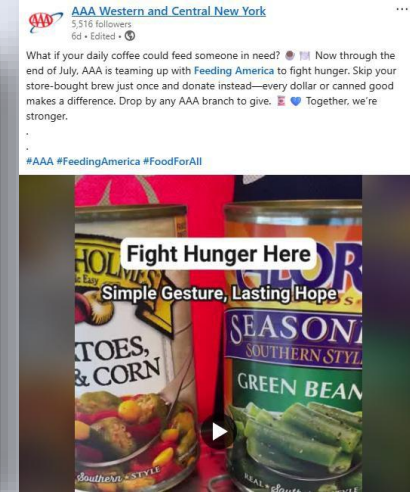 AAA
AAA Western and Central New York
5,516 followers
6d • Edited •
What if your daily coffee could feed someone in need? Now through the
end of July, AAA is teaming up with Feeding America to fight hunger. Skip your
store-bought brew just once and donate instead—every dollar or canned good
makes a difference. Drop by any AAA branch to give. Together, we're
stronger.
.
.
#AAA #FeedingAmerica #FoodForAll
Fight Hunger Here
Simple Gesture, Lasting Hope
HOLMES
TOES,
& CORN
Southern • STYLE
LOR
SEASON
SOUTHERN STYL
GREEN BEAN
REAL